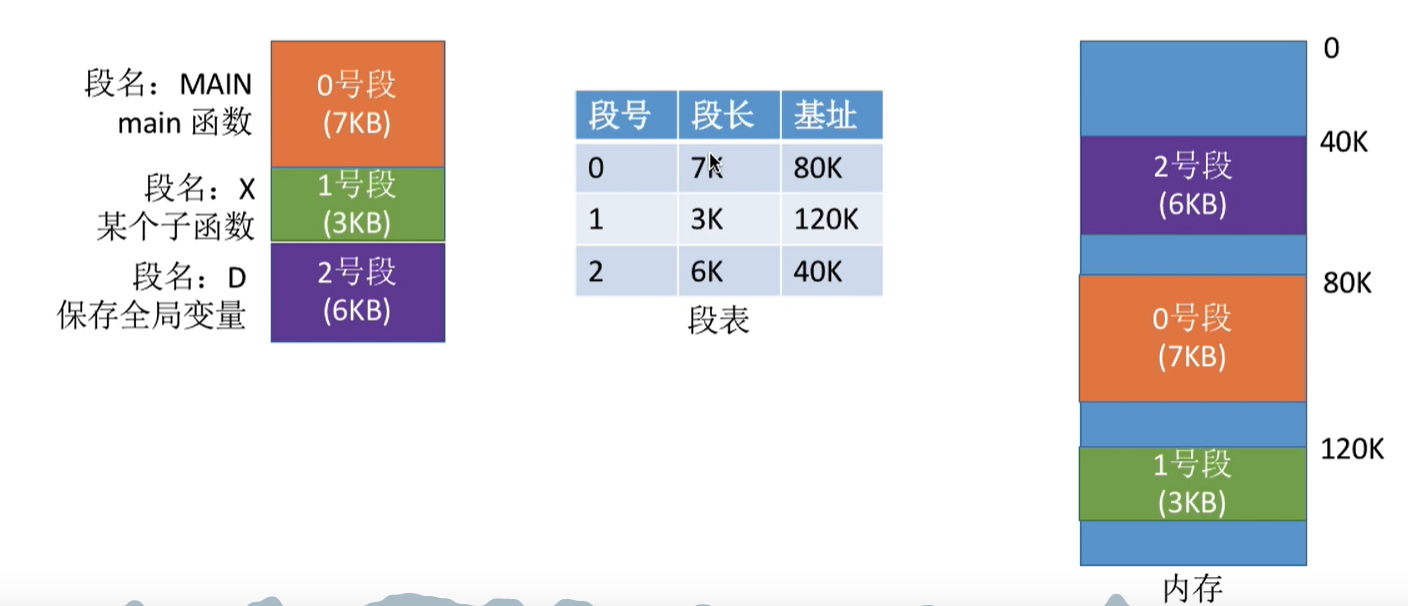 段名：MAIN
main 函数
0号段
(7KB)
段名：X
某个子函数
1号段
(3KB)
段名：D
保存全局变量
2号段
(6KB)
段号 段长 基址
0 7K 80K
1 3K 120K
2 6K 40K
段表
0
40K
2号段
(6KB)
80K
0号段
(7KB)
120K
1号段
(3KB)
内存